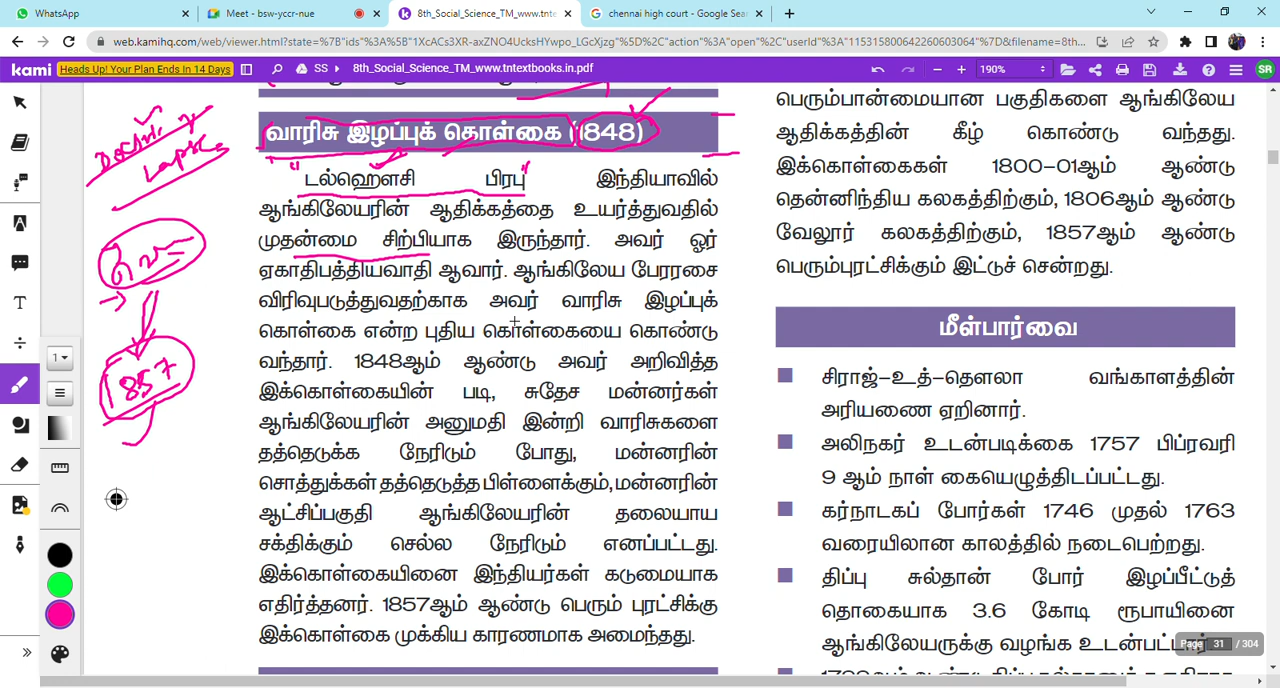 WhatsApp
Meet - bsw-yccr-nue
8th_Social_Science_TM_www.tnte
chennai high court - Google Sear
web.kamihq.com/web/viewer.html?state=%7B"ids"%3A%5B"1XcACs3XR-axZNO4UcksHYwpo_LGcXjzg"%5D%2C"action"%3A"open"%2C"userId"%3A"115315800642260603064"%7D&filename=8th...
kami
Heads Up! Your Plan Ends In 14 Days
SS
8th_Social_Science_TM_www.tntextbooks.in.pdf
190%
SR
வாரிசு இழப்புக் கொள்கை (1848)
"டல்ஹௌசி பிரபு" இந்தியாவில்
ஆங்கிலேயரின் ஆதிக்கத்தை உயர்த்துவதில்
முதன்மை சிற்பியாக இருந்தார். அவர் ஓர்
ஏகாதிபத்தியவாதி ஆவார். ஆங்கிலேய பேரரசை
விரிவுபடுத்துவதற்காக அவர் வாரிசு இழப்புக்
கொள்கை என்ற புதிய கொள்கையை கொண்டு
வந்தார். 1848ஆம் ஆண்டு அவர் அறிவித்த
இக்கொள்கையின் படி, சுதேச மன்னர்கள்
ஆங்கிலேயரின் அனுமதி இன்றி வாரிசுகளை
தத்தெடுக்க நேரிடும் போது, மன்னரின்
சொத்துக்கள் தத்தெடுத்த பிள்ளைக்கும், மன்னரின்
ஆட்சிப்பகுதி ஆங்கிலேயரின் தலையாய
சக்திக்கும் செல்ல நேரிடும் எனப்பட்டது.
இக்கொள்கையினை இந்தியர்கள் கடுமையாக
எதிர்த்தனர். 1857ஆம் ஆண்டு பெரும் புரட்சிக்கு
இக்கொள்கை முக்கிய காரணமாக அமைந்தது.
1857
1
பெரும்பான்மையான பகுதிகளை ஆங்கிலேய
ஆதிக்கத்தின் கீழ் கொண்டு வந்தது.
இக்கொள்கைகள் 1800–01ஆம் ஆண்டு
தென்னிந்திய கலகத்திற்கும், 1806ஆம் ஆண்டு
வேலூர் கலகத்திற்கும், 1857ஆம் ஆண்டு
பெரும்புரட்சிக்கும் இட்டுச் சென்றது.
மீள்பார்வை
சிராஜ்–உத்–தௌலா வங்காளத்தின்
அரியணை ஏறினார்.
அலிநகர் உடன்படிக்கை 1757 பிப்ரவரி
9 ஆம் நாள் கையெழுத்திடப்பட்டது.
கர்நாடகப் போர்கள் 1746 முதல் 1763
வரையிலான காலத்தில் நடைபெற்றது.
திப்பு சுல்தான் போர் இழப்பீட்டுத்
தொகையாக 3.6 கோடி ரூபாயினை
ஆங்கிலேயருக்கு வழங்க உடன்பட்டார்
Page 31 / 304